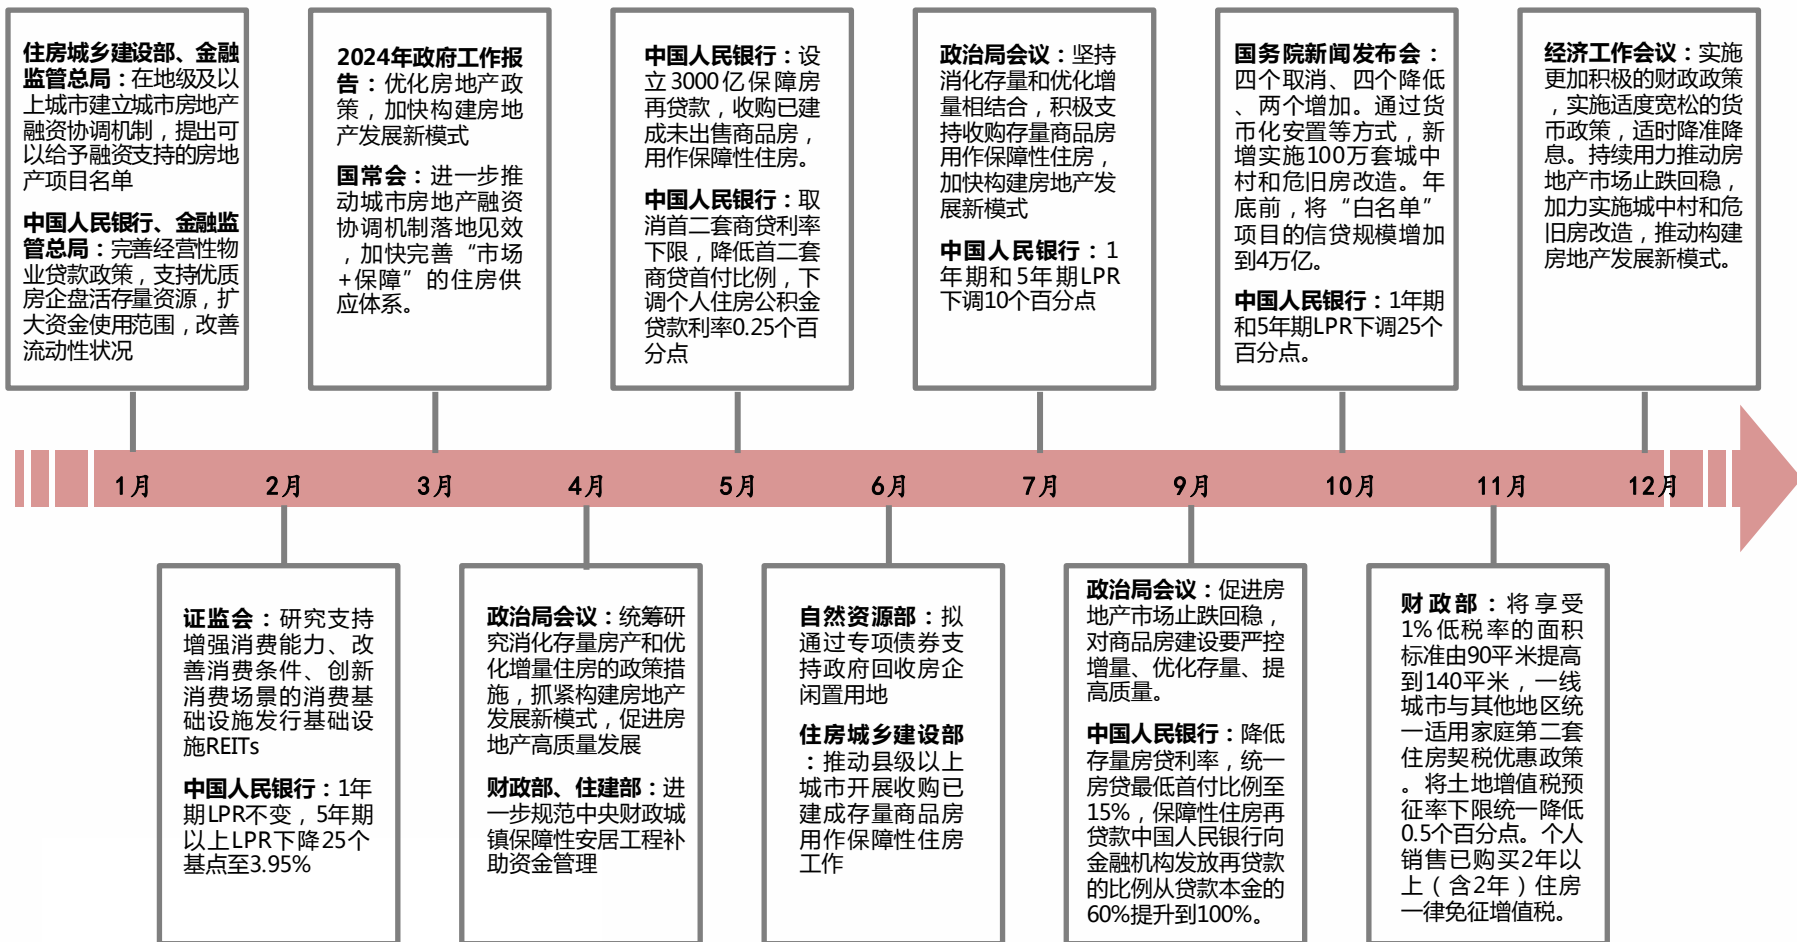 住房城乡建设部、金融
监管总局：在地级及以
上城市建立城市房地产
融资协调机制，提出可
以给予融资支持的房地
产项目名单
中国人民银行、金融监
管总局：完善经营性物
业贷款政策，支持优质
房企盘活存量资源，扩
大资金使用范围，改善
流动性状况
2024年政府工作报
告：优化房地产政
策，加快构建房地
产发展新模式
国常会：进一步推
动城市房地产融资
协调机制落地见效
，加快完善“市场
+保障”的住房供
应体系。
中国人民银行：设
立3000亿保障房
再贷款，收购已建
成未出售商品房，
用作保障性住房。
中国人民银行：取
消首二套商贷利率
下限，降低首二套
商贷首付比例，下
调个人住房公积金
贷款利率0.25个百
分点
政治局会议：坚持
消化存量和优化增
量相结合，积极支
持收购存量商品房
用作保障性住房，
加快构建房地产发
展新模式
中国人民银行：1
年期和5年期LPR
下调10个百分点
国务院新闻发布会：
四个取消、四个降低
、两个增加。通过货
币化安置等方式，新
增实施100万套城中
村和危旧房改造。年
底前，将“白名单”
项目的信贷规模增加
到4万亿。
中国人民银行：1年期
和5年期LPR下调25个
百分点。
经济工作会议：实施
更加积极的财政政策
，实施适度宽松的货
币政策，适时降准降
息。持续用力推动房
地产市场止跌回稳，
加力实施城中村和危
旧房改造，推动构建
房地产发展新模式。
1月 2月 3月 4月 5月 6月 7月 9月 10月 11月 12月
证监会：研究支持
增强消费能力、改
善消费条件、创新
消费场景的消费基
础设施发行基础设
施REITs
中国人民银行：1年
期LPR不变，5年期
以上LPR下降25个
基点至3.95%
政治局会议：统筹研
究消化存量房产和优
化增量住房的政策措
施，抓紧构建房地产
发展新模式，促进房
地产高质量发展
财政部、住建部：进
一步规范中央财政城
镇保障性安居工程补
助资金管理
自然资源部：拟
通过专项债券支
持政府回收房企
闲置用地
住房城乡建设部
：推动县级以上
城市开展收购已
建成存量商品房
用作保障性住房
工作
政治局会议：促进房
地产市场止跌回稳，
对商品房建设要严控
增量、优化存量、提
高质量。
中国人民银行：降低
存量房贷利率，统一
房贷最低首付比例至
15%，保障性住房再
贷款中国人民银行向
金融机构发放再贷款
的比例从贷款本金的
60%提升到100%。
财政部：将享受
1%低税率的面积
标准由90平米提高
到140平米，一线
城市与其他地区统
一适用家庭第二套
住房契税优惠政策
。将土地增值税预
征率下限统一降低
0.5个百分点。个人
销售已购买2年以
上（含2年）住房
一律免征增值税。